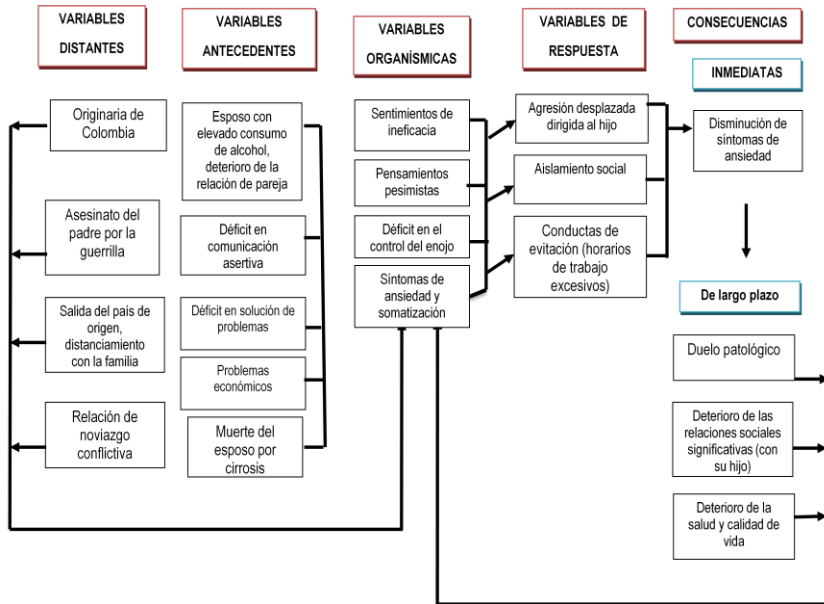 VARIABLES
DISTANTES
Originaria de
Colombia
Asesinato del
padre por la
guerrilla
Salida del país de
origen,
distanciamiento
con la familia
Relación de
noviazgo
conflictiva
VARIABLES
ANTECEDENTES
Esposo con
elevado consumo
de alcohol,
deterioro de la
relación de pareja
Déficit en
comunicación
asertiva
Déficit en solución de
problemas
Problemas
económicos
Muerte del
esposo por
cirrosis
VARIABLES
ORGANÍSMICAS
Sentimientos de
ineficacia
Pensamientos
pesimistas
Déficit en el
control del enojo
Síntomas de
ansiedad y
somatización
VARIABLES DE
RESPUESTA
Agresión desplazada
dirigida al hijo
Aislamiento social
Conductas de
evitación (horarios
de trabajo
excesivos)
CONSECUENCIAS
INMEDIATAS
Disminución de
síntomas de
ansiedad
De largo plazo
Duelo patológico
Deterioro de las
relaciones sociales
significativas (con
su hijo)
Deterioro de la
salud y calidad de
vida